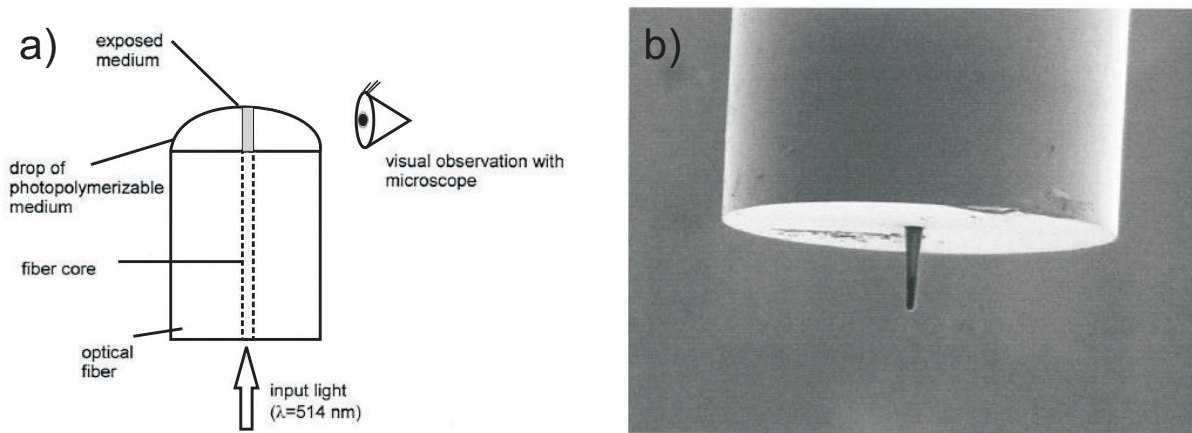 a)
exposed
medium
drop of
photopolymerizable
medium
visual observation with
microscope
fiber core
optical
fiber
input light
(λ=514 nm)
b)